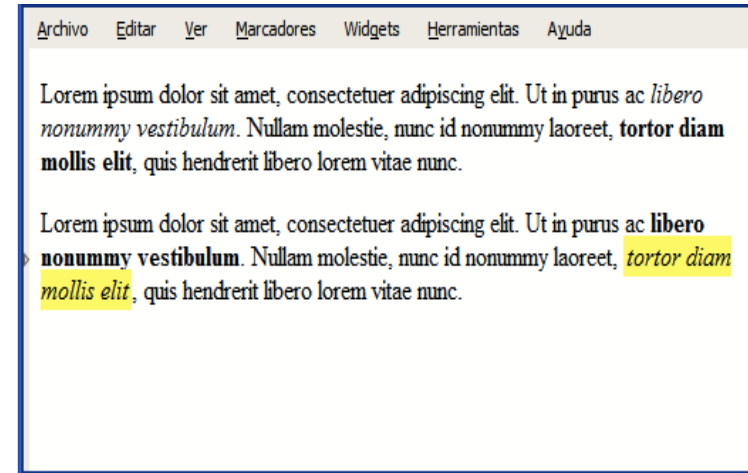 Archivo Editar Ver Marcadores Widgets Herramientas Ayuda
Lorem ipsum dolor sit amet, consectetuer adipiscing elit. Ut in purus ac libero
nonummy vestibulum. Nullam molestie, nunc id nonummy laoreet, tortor diam
mollis elit, quis hendrerit libero lorem vitae nunc.
Lorem ipsum dolor sit amet, consectetuer adipiscing elit. Ut in purus ac libero
nonummy vestibulum. Nullam molestie, nunc id nonummy laoreet, tortor diam
mollis elit, quis hendrerit libero lorem vitae nunc.